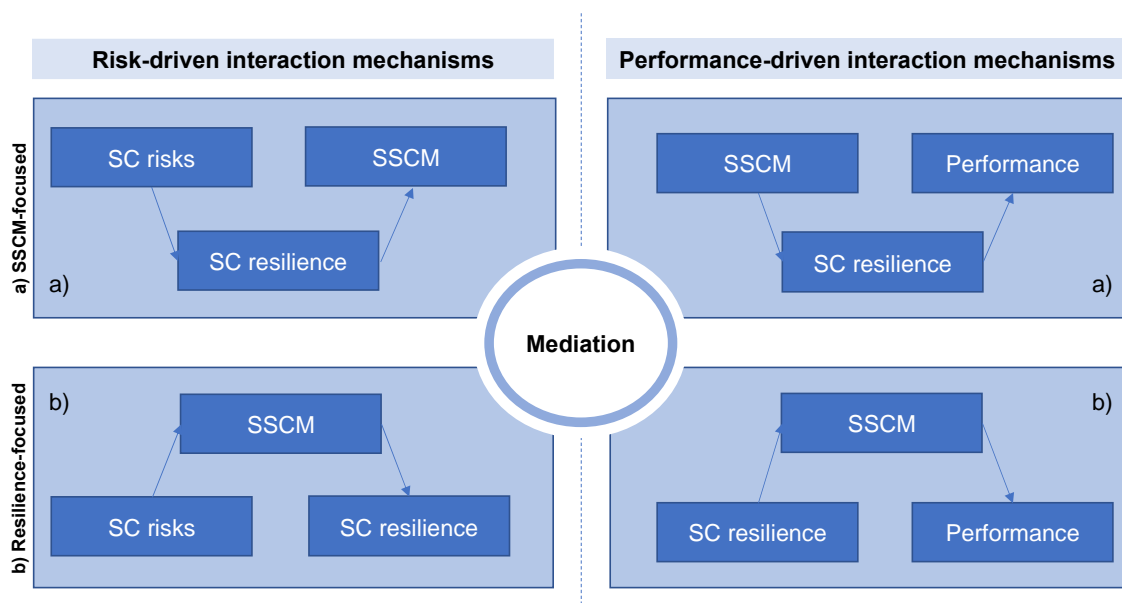 Risk-driven interaction mechanisms
Performance-driven interaction mechanisms
a) SSCM-focused
SC risks
SSCM
SC resilience
a)
SSCM
Performance
SC resilience
a)
Mediation
b) Resilience-focused
b)
SSCM
SC risks
SC resilience
b)
SSCM
SC resilience
Performance